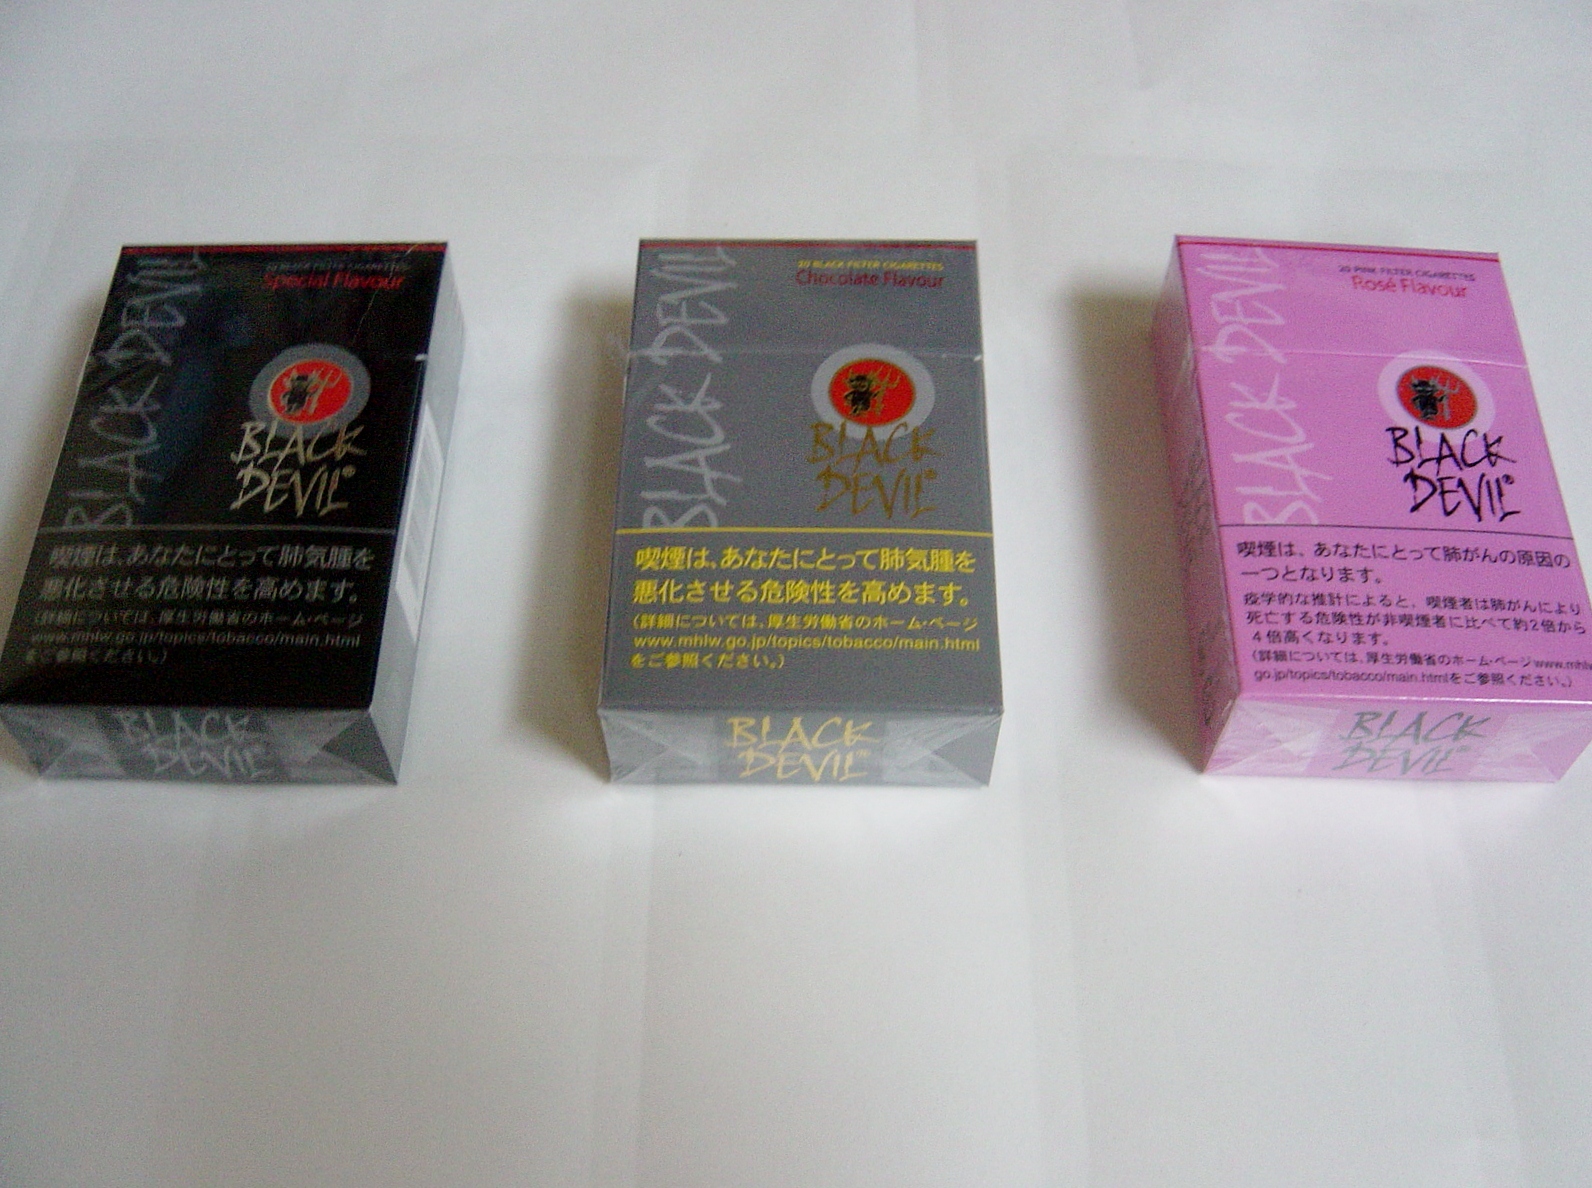 BLACK DEVIL
20 BLACK FILTER CIGARETTES
Special Flavour
BLACK
DEVIL®
喫煙は、あなたにとって肺気腫を
悪化させる危険性を高めます。
(詳細については、厚生労働省のホーム・ページ
www.mhlw.go.jp/topics/tobacco/main.html
をご参照ください。)
BLACK
DEVIL
BLACK DEVIL
20 BLACK FILTER CIGARETTES
Chocolate Flavour
BLACK
DEVIL®
喫煙は、あなたにとって肺気腫を
悪化させる危険性を高めます。
(詳細については、厚生労働省のホーム・ページ
www.mhlw.go.jp/topics/tobacco/main.html
をご参照ください。)
BLACK
DEVIL®
BLACK DEVIL
20 PINK FILTER CIGARETTES
Rosé Flavour
BLACK
DEVIL®
喫煙は、あなたにとって肺がんの原因の
一つとなります。
疫学的な推計によると、喫煙者は肺がんにより
死亡する危険性が非喫煙者に比べて約2倍から
4倍高くなります。
(詳細については、厚生労働省のホーム・ページwww.mhlw.
go.jp/topics/tobacco/main.htmlをご参照ください。)
BLACK
DEVIL®